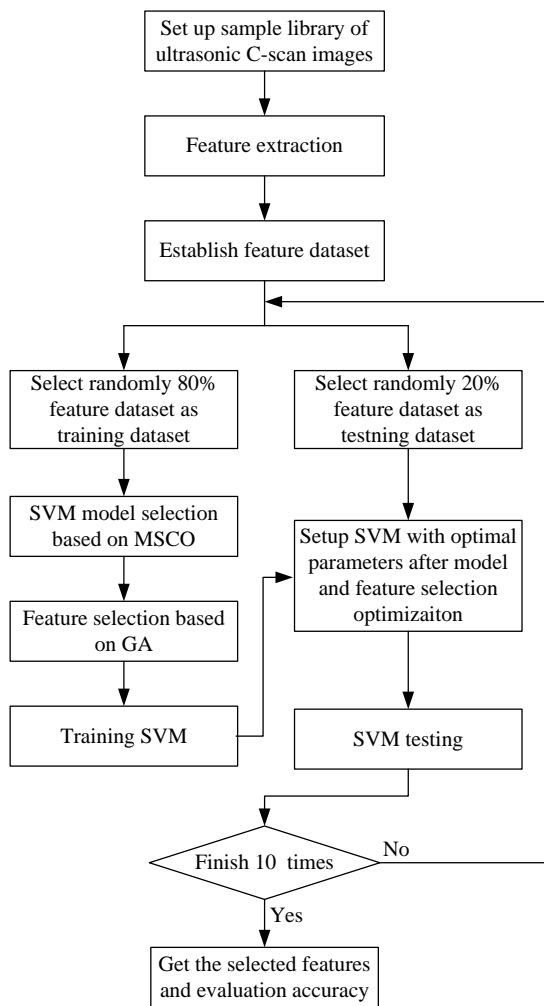 Set up sample library of
ultrasonic C-scan images
Feature extraction
Establish feature dataset
Select randomly 80%
feature dataset as
training dataset
Select randomly 20%
feature dataset as
testning dataset
SVM model selection
based on MSCO
Setup SVM with optimal
parameters after model
and feature selection
optimizaiton
Feature selection based
on GA
Training SVM
SVM testing
Finish 10 times
No
Yes
Get the selected features
and evaluation accuracy